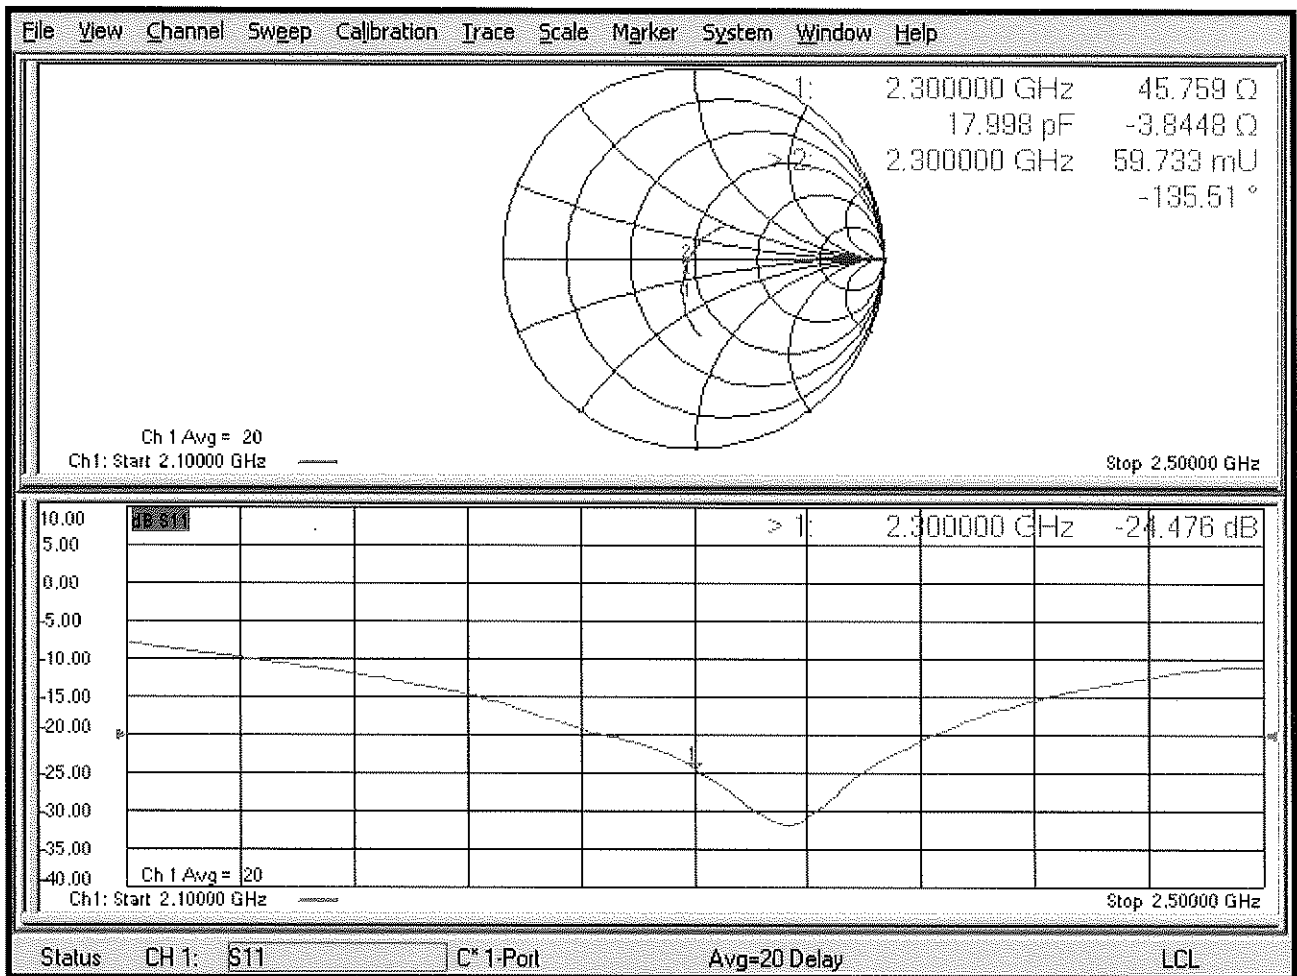 File View Channel Sweep Calibration Trace Scale Marker System Window Help
1: 2.300000 GHz 45.759 Ω
17.998 pF -3.8448 Ω
> 2: 2.300000 GHz 59.733 mU
-135.51 °
2
1
Ch 1 Avg = 20
Ch1: Start 2.10000 GHz
Stop 2.50000 GHz
10.00
dB S11
> 1: 2.300000 GHz -24.476 dB
5.00
0.00
-5.00
-10.00
-15.00
-20.00
1
-25.00
-30.00
-35.00
-40.00
Ch 1 Avg = 20
Ch1: Start 2.10000 GHz
Stop 2.50000 GHz
Status CH 1: S11 C* 1-Port Avg=20 Delay LCL